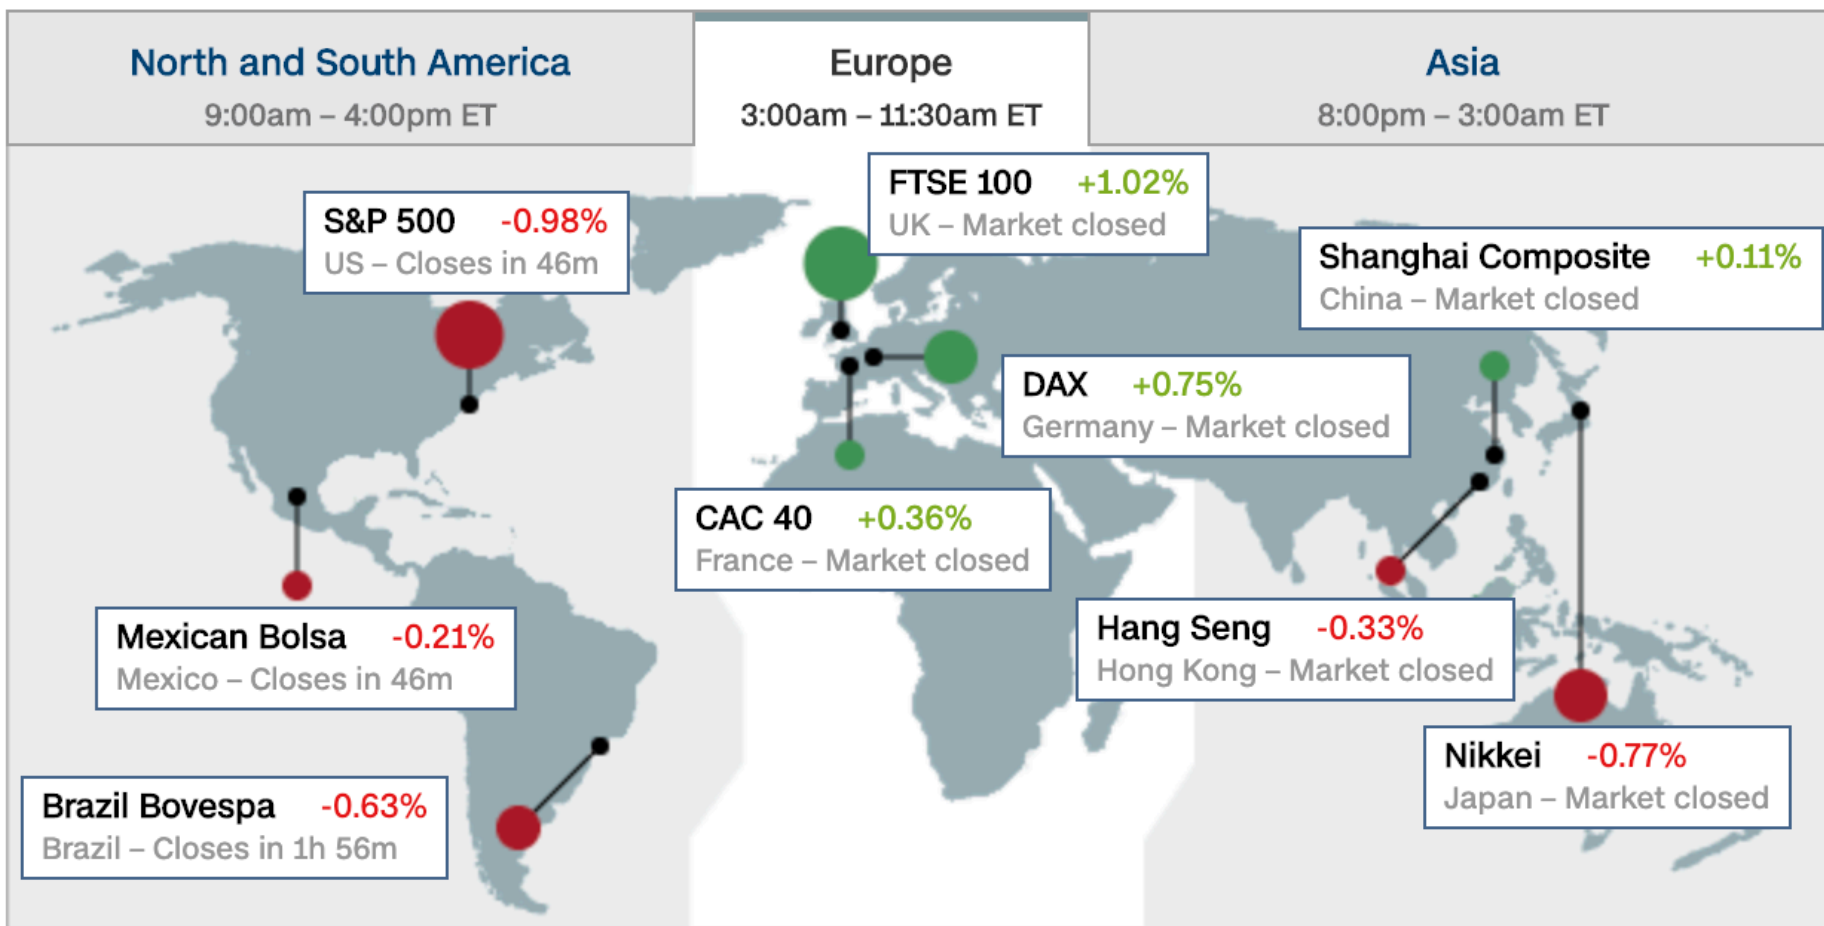 North and South America
9:00am – 4:00pm ET
Europe
3:00am – 11:30am ET
Asia
8:00pm – 3:00am ET
S&P 500 -0.98%
US – Closes in 46m
Mexican Bolsa -0.21%
Mexico – Closes in 46m
Brazil Bovespa -0.63%
Brazil – Closes in 1h 56m
FTSE 100 +1.02%
UK – Market closed
DAX +0.75%
Germany – Market closed
CAC 40 +0.36%
France – Market closed
Shanghai Composite +0.11%
China – Market closed
Hang Seng -0.33%
Hong Kong – Market closed
Nikkei -0.77%
Japan – Market closed